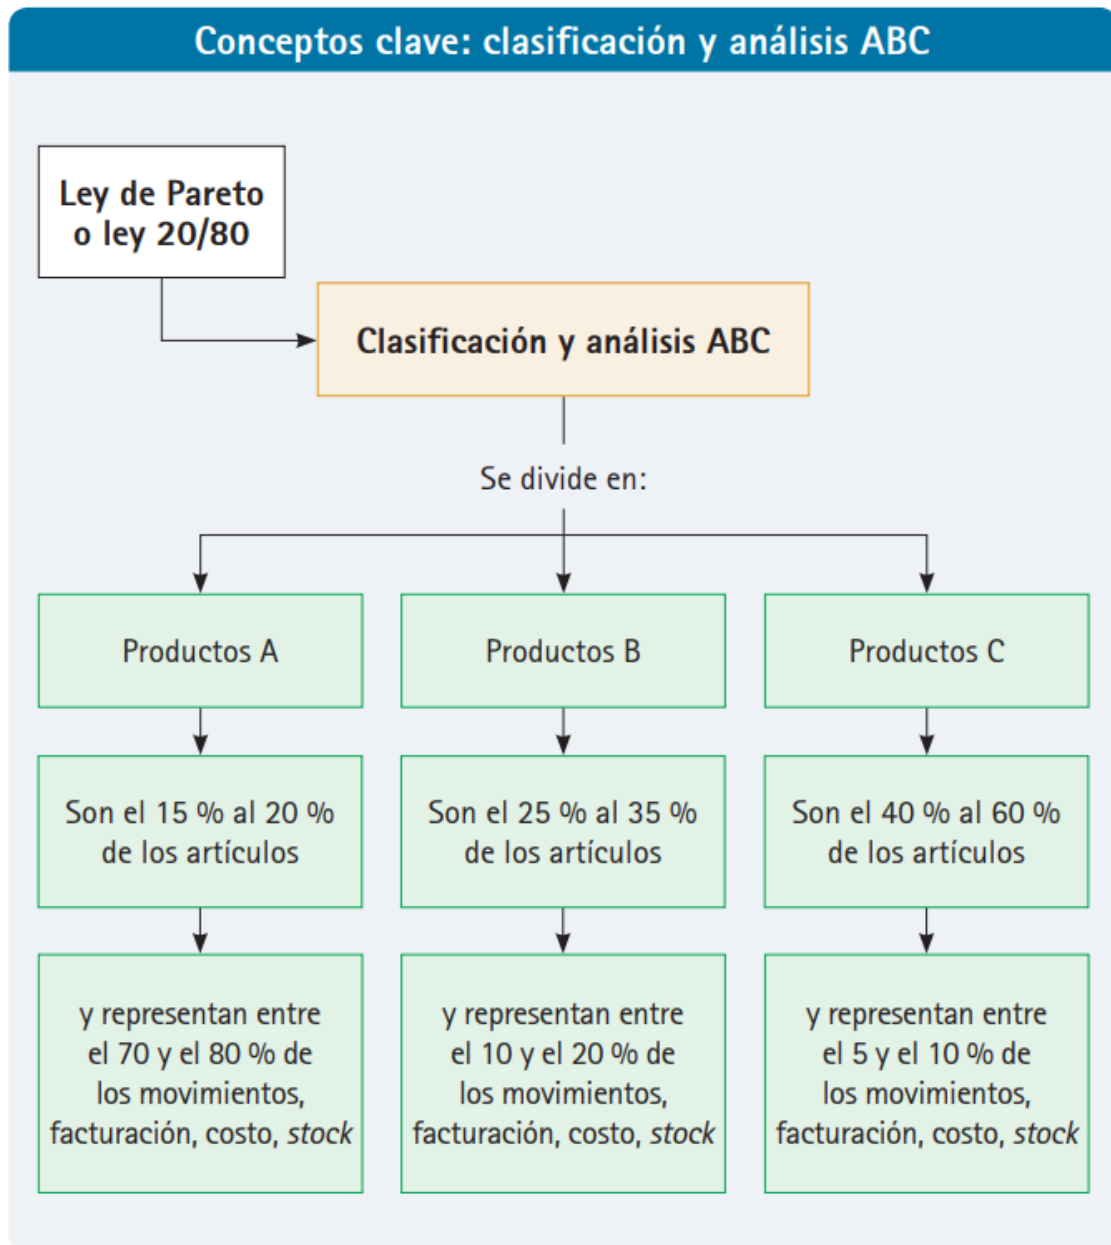 Conceptos clave: clasificación y análisis ABC
Ley de Pareto
o ley 20/80
Clasificación y análisis ABC
Se divide en:
Productos A
Productos B
Productos C
Son el 15 % al 20 %
de los artículos
Son el 25 % al 35 %
de los artículos
Son el 40 % al 60 %
de los artículos
y representan entre
el 70 y el 80 % de
los movimientos,
facturación, costo, stock
y representan entre
el 10 y el 20 % de
los movimientos,
facturación, costo, stock
y representan entre
el 5 y el 10 % de
los movimientos,
facturación, costo, stock